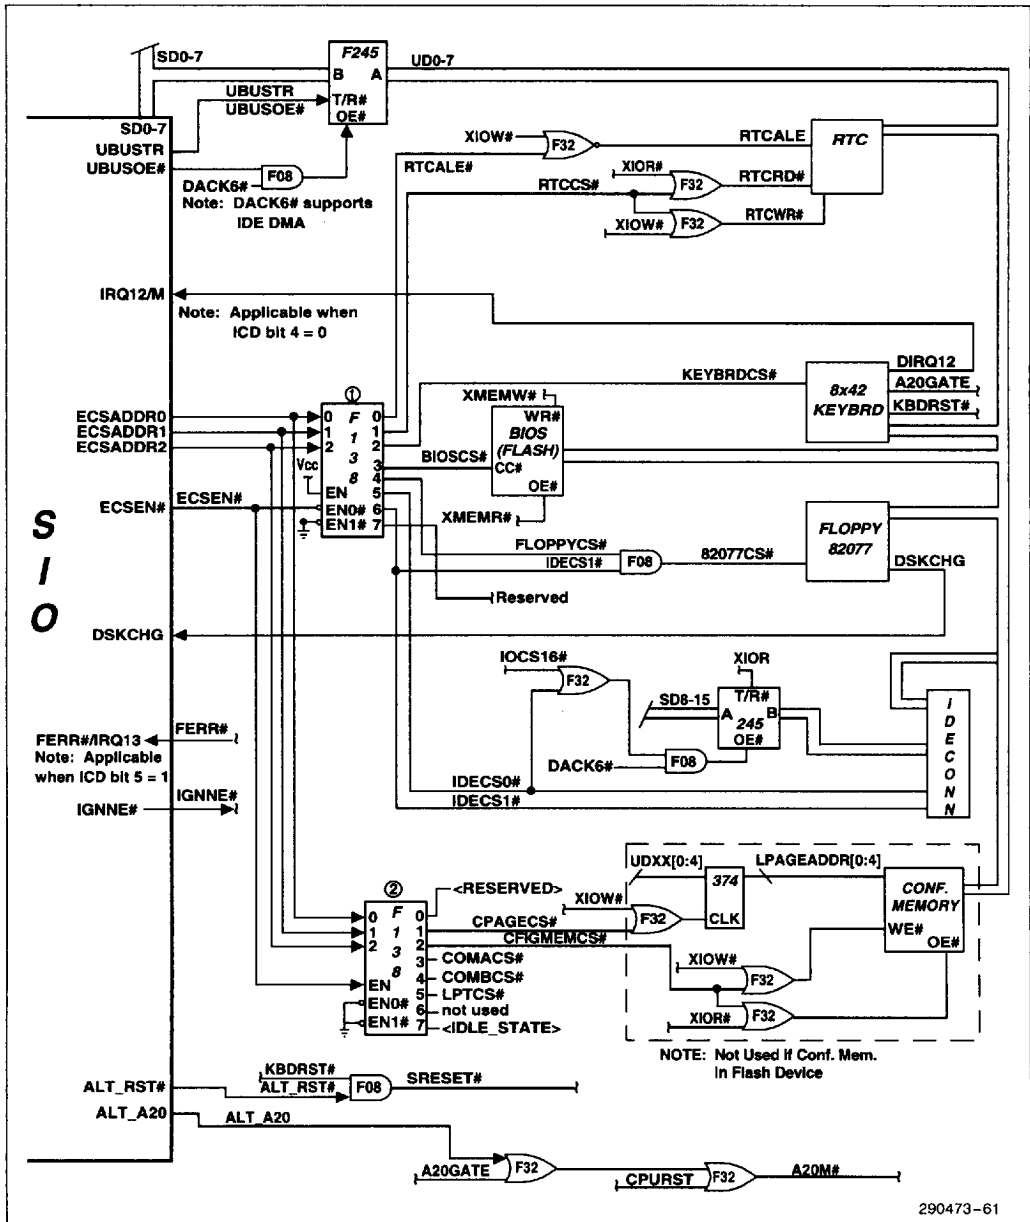 SD0-7
F245
B A
T/R#
OE#
UD0-7
UBUSTR
UBUSOE#
SD0-7
UBUSTR
UBUSOE#
DACK6#
F08
Note: DACK6# supports
IDE DMA
XIOW#
F32
RTCALE
RTCALE#
RTC
XIOR#
F32
RTCRD#
RTCCS#
XIOW#
F32
RTCWR#
IRQ12/M
Note: Applicable when
ICD bit 4 = 0
DIRQ12
KEYBRDCS#
8x42
KEYBRD
A20GATE
KBDRST#
ECSADDR0
ECSADDR1
ECSADDR2
ECSEN#
ECSEN#
Vcc
①
0 F 0
1 1 1
2 3 2
8 3
4
EN 5
EN0# 6
EN1# 7
XMEMW#
WR#
BIOS
(FLASH)
BIOSCS#
CC#
OE#
XMEMR#
FLOPPYCS#
IDECS1#
F08
82077CS#
FLOPPY
82077
DSKCHG
Reserved
S
I
O
DSKCHG
IOCS16#
F32
XIOR
T/R#
SD8-15
A B
245
OE#
DACK6#
F08
I
D
E
C
O
N
N
FERR#/IRQ13
FERR#
Note: Applicable
when ICD bit 5 = 1
IGNNE#
IGNNE#
IDECS0#
IDECS1#
②
0 F 0
1 1 1
2 3 2
8 3
4
EN 5
EN0# 6
EN1# 7
<RESERVED>
CPAGECS#
CFIGMEMCS#
COMACS#
COMBCS#
LPTCS#
not used
<IDLE_STATE>
UDXX[0:4]
374
CLK
LPAGEADDR[0:4]
XIOW#
F32
CONF.
MEMORY
WE#
OE#
XIOW#
F32
XIOR#
F32
NOTE: Not Used if Conf. Mem.
in Flash Device
ALT_RST#
KBDRST#
ALT_RST#
F08
SRESET#
ALT_A20
ALT_A20
A20GATE
F32
CPURST
F32
A20M#
290473-61